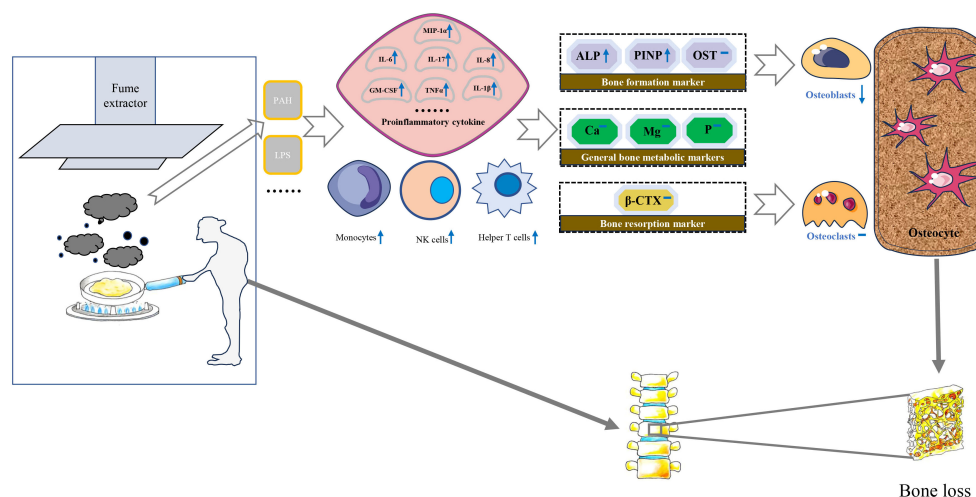 Fume
extractor
PAH
LPS
......
MIP-1α
IL-6
IL-17
IL-8
GM-CSF
TNFα
IL-1β
......
Proinflammatory cytokine
Monocytes
NK cells
Helper T cells
ALP
PINP
OST
Bone formation marker
Ca
Mg
P
General bone metabolic markers
β-CTX
Bone resorption marker
Osteoblasts
Osteoclasts
Osteocyte
Bone loss